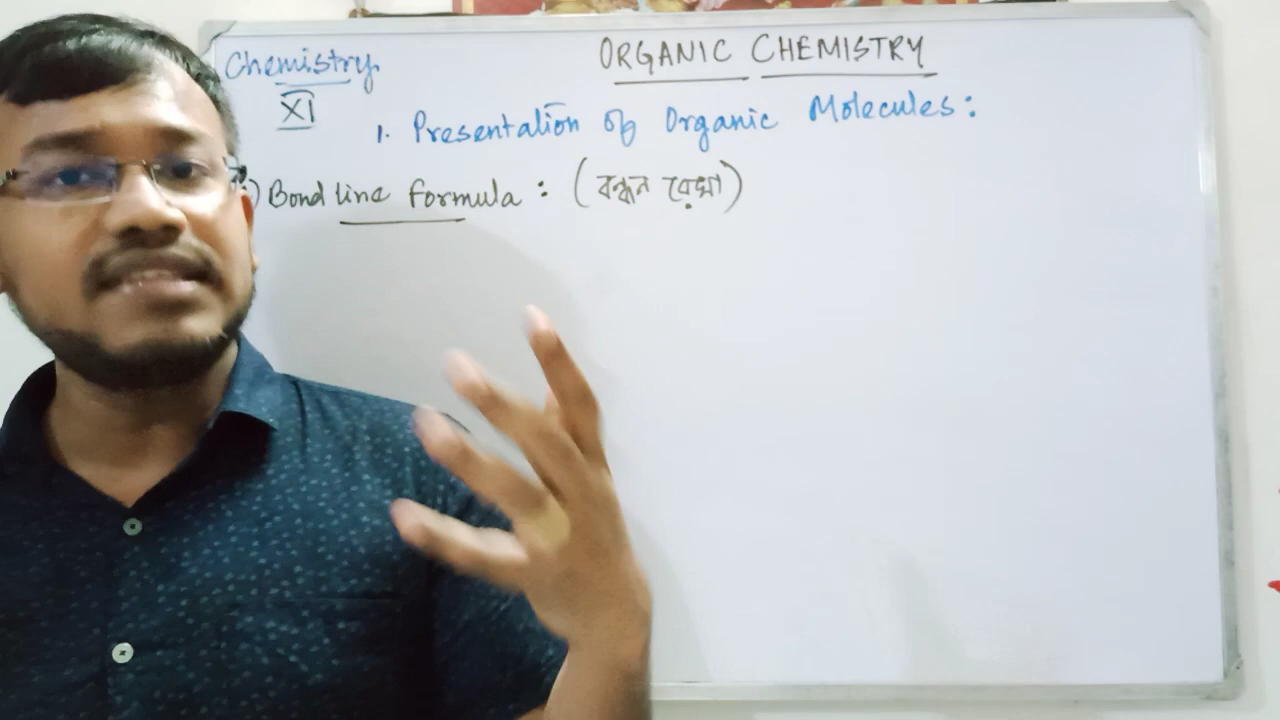 Chemistry
XI
ORGANIC CHEMISTRY
1. Presentation of Organic Molecules:
) Bond line formula : (বন্ধন রেখা)